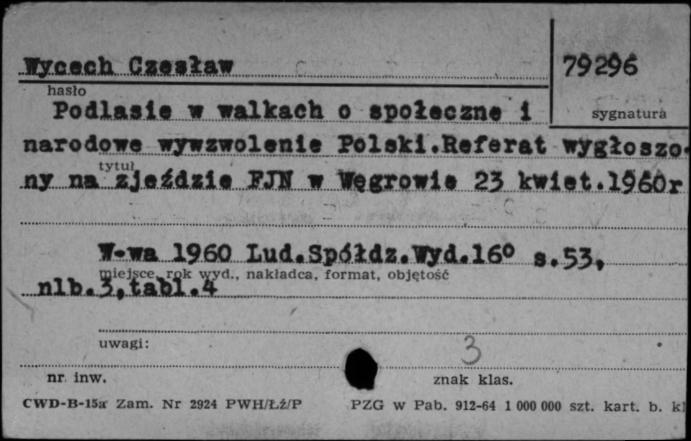 Wycech Czesław
79296
hasło
sygnatura
Podlasie w walkach o społeczne i
narodowe wywzwolenie Polski.Referat wygłoszo-
tytuł
ny na zjeździe FJN w Węgrowie 23 kwiet.1960r
W-wa 1960 Lud.Spółdz.Wyd.16° s.53,
miejsce, rok wyd., nakładca, format, objętość
nlb.3,tabl.4
uwagi:
3
nr inw.
znak klas.
CWD-B-15a Zam. Nr 2924 PWH/Łź/P
PZG w Pab. 912-64 1 000 000 szt. kart. b. kl